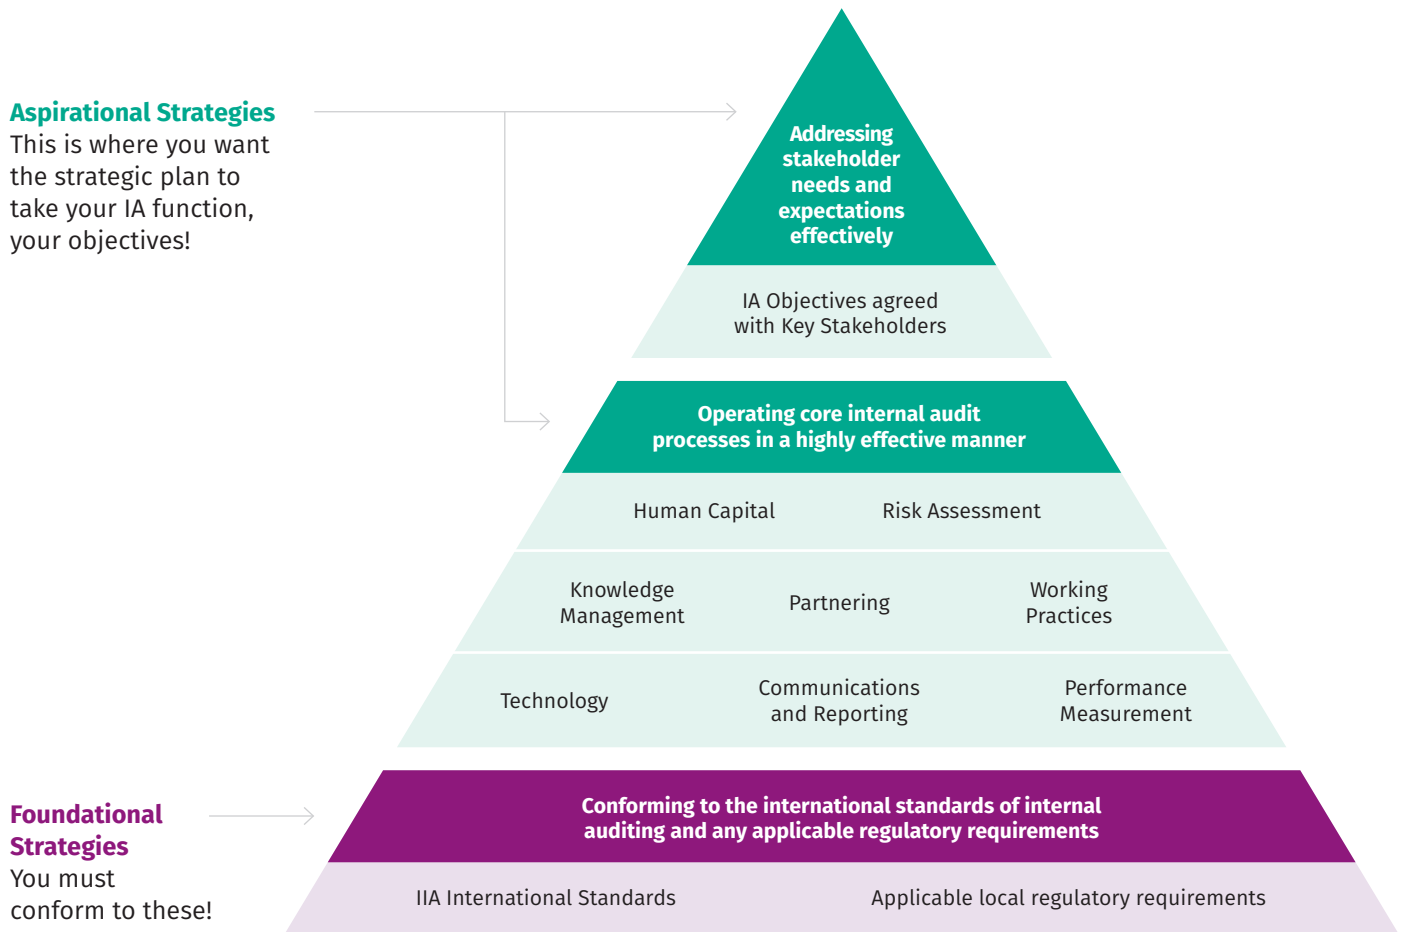 Aspirational Strategies
This is where you want
the strategic plan to
take your IA function,
your objectives!
Addressing
stakeholder
needs and
expectations
effectively
IA Objectives agreed
with Key Stakeholders
Operating core internal audit
processes in a highly effective manner
Human Capital
Risk Assessment
Knowledge
Management
Partnering
Working
Practices
Technology
Communications
and Reporting
Performance
Measurement
Foundational
Strategies
You must
conform to these!
Conforming to the international standards of internal
auditing and any applicable regulatory requirements
IIA International Standards
Applicable local regulatory requirements